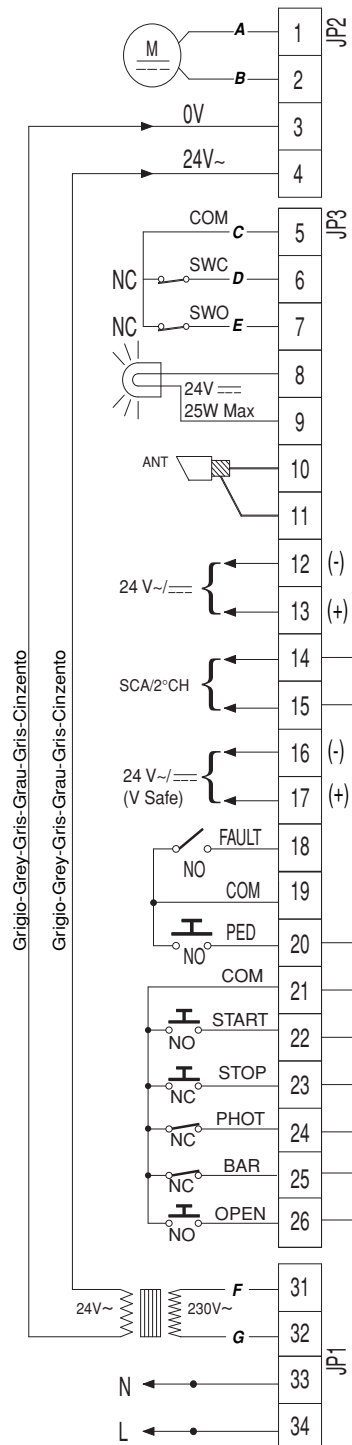 M A 1 JP2
B 2
0V 3
24V~ 4
COM C 5 JP3
NC SWC D 6
NC SWO E 7
8
24V
25W Max 9
ANT 10
11
24 V~/ 12 (-)
13 (+)
SCA/2°CH 14
15
24 V~/ 16 (-)
(V Safe) 17 (+)
FAULT 18
NO
COM 19
PED 20
NO
COM 21
START 22
NO
STOP 23
NC
PHOT 24
NC
BAR 25
NC
OPEN 26
NO
Grigio-Grey-Gris-Grau-Gris-Cinzento
Grigio-Grey-Gris-Grau-Gris-Cinzento
24V~ 230V~ F 31
G 32 JP1
N 33
L 34